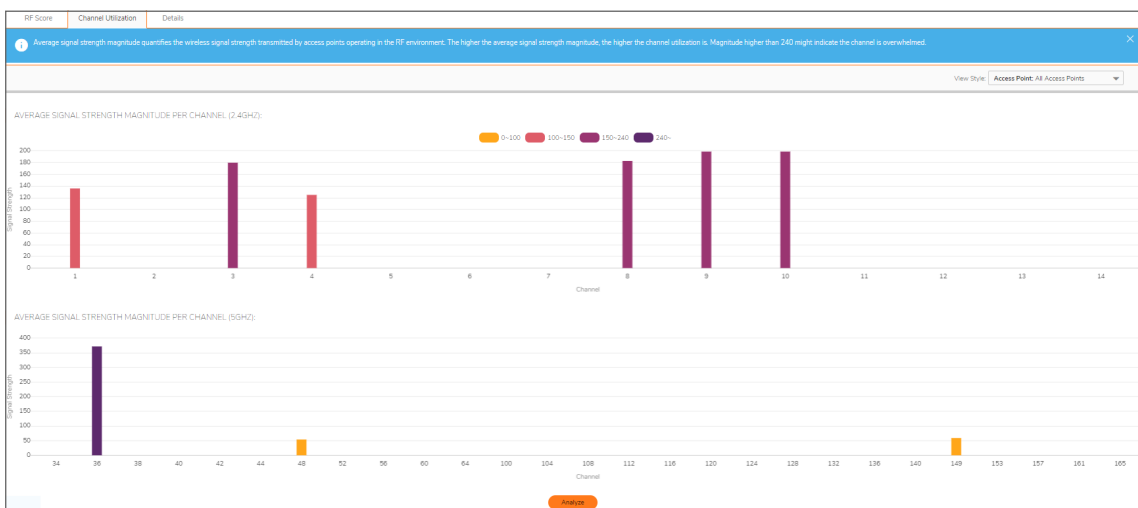 RF Score Channel Utilization Details
Average signal strength magnitude quantifies the wireless signal strength transmitted by access points operating in the RF environment. The higher the average signal strength magnitude, the higher the channel utilization is. Magnitude higher than 240 might indicate the channel is overwhelmed.
View Style: Access Point: All Access Points
AVERAGE SIGNAL STRENGTH MAGNITUDE PER CHANNEL (2.4GHZ):
0~100 100~150 150~240 240~
Signal Strength
200
180
160
140
120
100
80
60
40
20
0
1 2 3 4 5 6 7 8 9 10 11 12 13 14
Channel
AVERAGE SIGNAL STRENGTH MAGNITUDE PER CHANNEL (5GHZ):
Signal Strength
400
350
300
250
200
150
100
50
0
34 36 38 40 42 44 48 52 56 60 64 100 104 108 112 116 120 124 128 132 136 140 149 153 157 161 165
Channel
Analyze